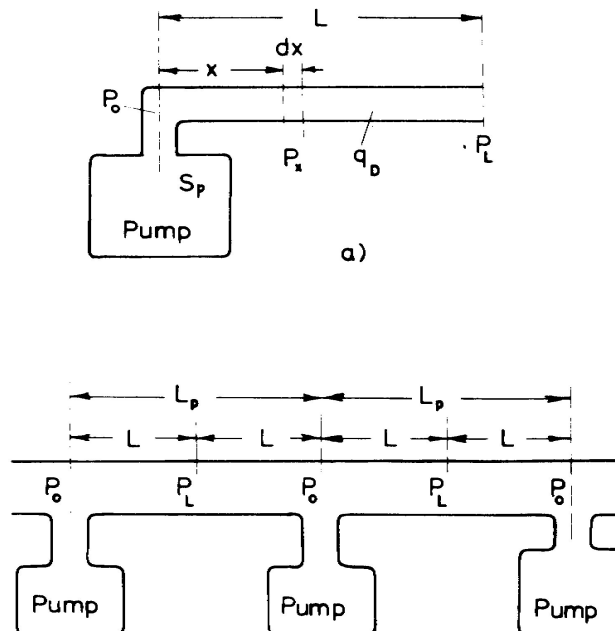 L
dx
x
P₀
Pₓ
q_D
P_L
S_p
Pump
a)
L_p L_p
L L L L
P₀ P_L P₀ P_L P₀
Pump Pump Pump